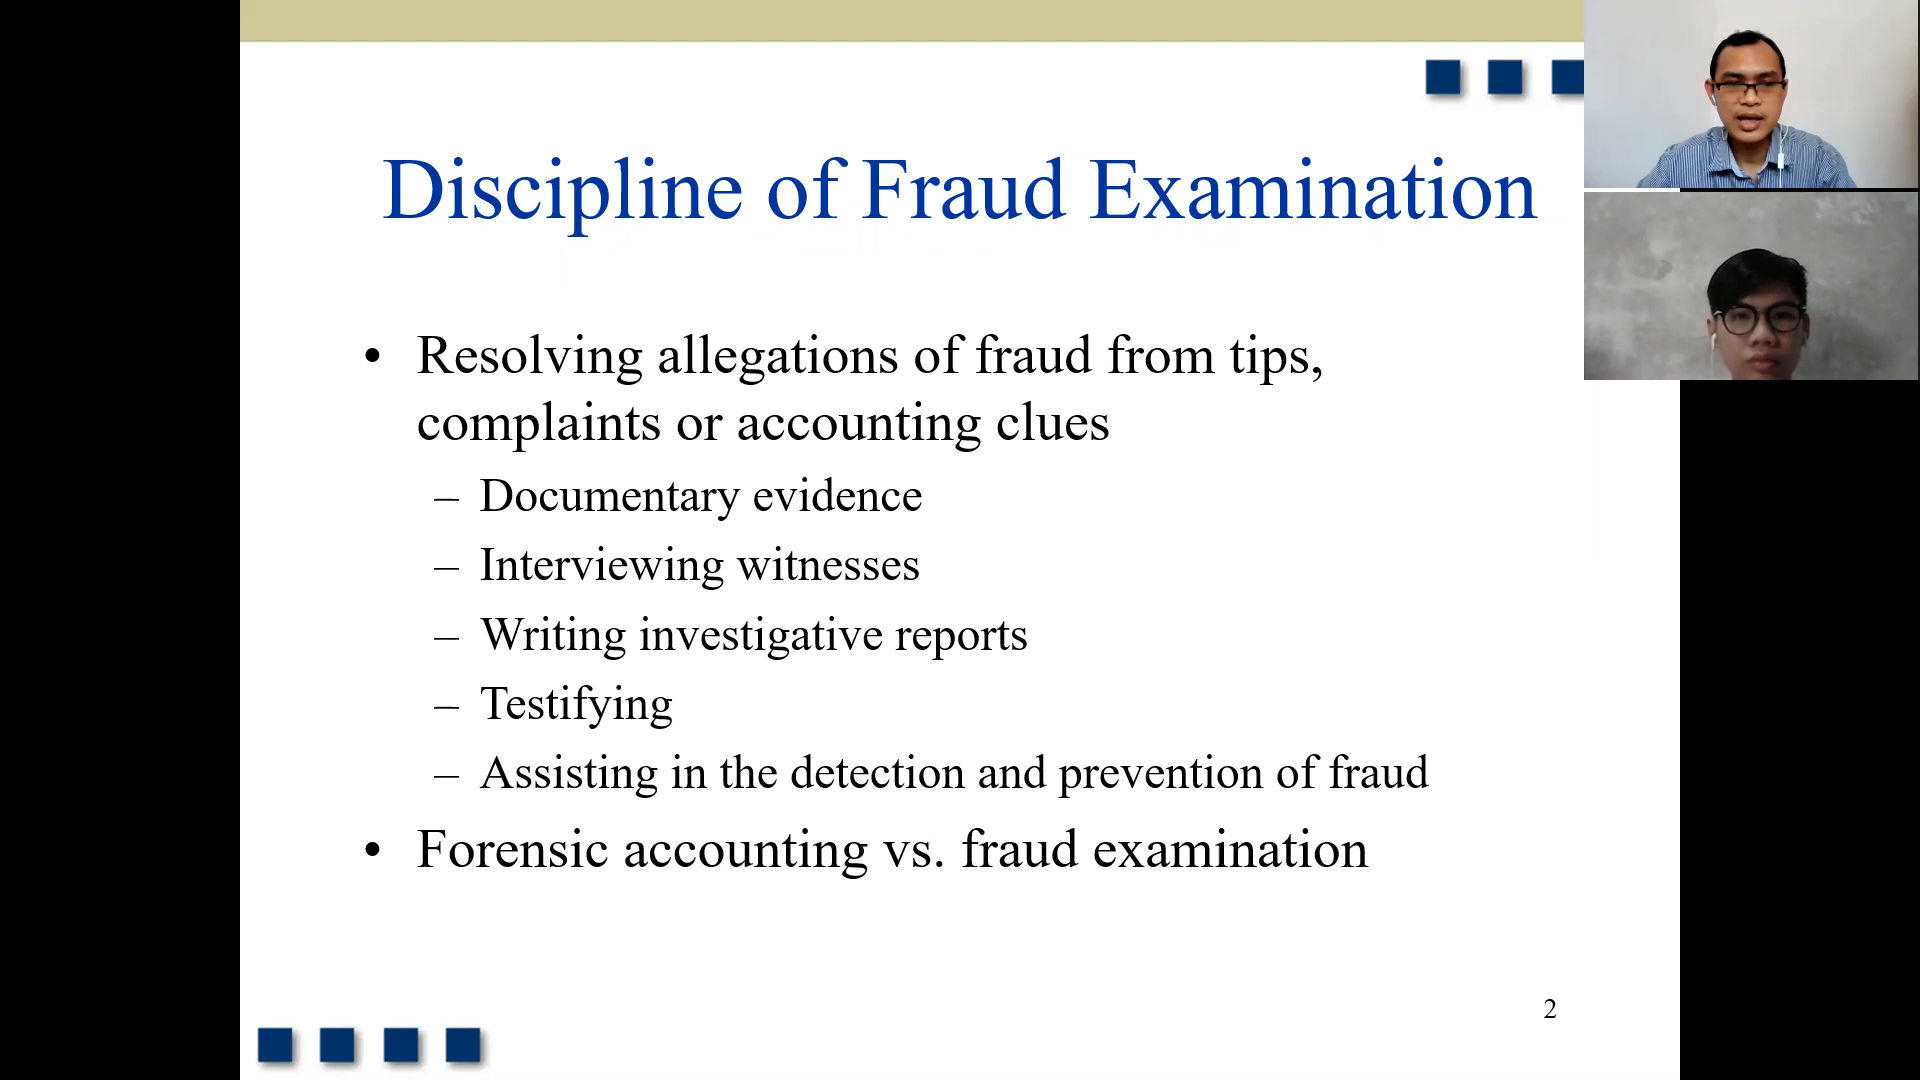 Discipline of Fraud Examination
• Resolving allegations of fraud from tips,
complaints or accounting clues
– Documentary evidence
– Interviewing witnesses
– Writing investigative reports
– Testifying
– Assisting in the detection and prevention of fraud
• Forensic accounting vs. fraud examination
2